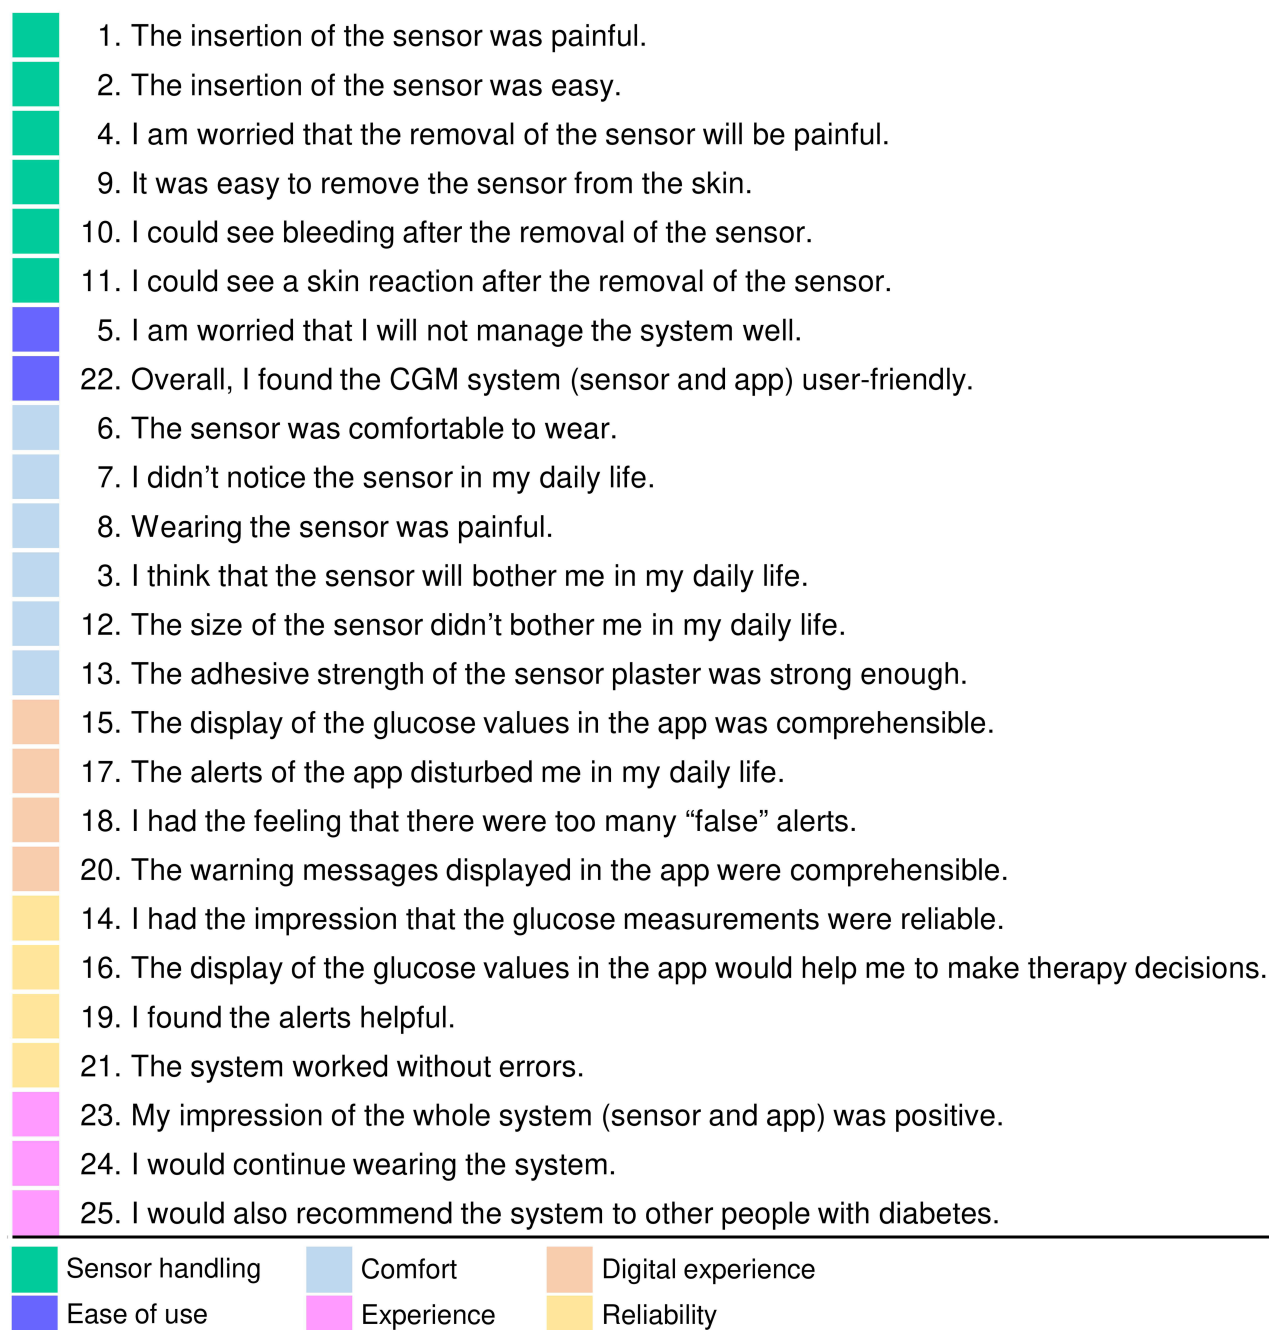 1. The insertion of the sensor was painful.
2. The insertion of the sensor was easy.
4. I am worried that the removal of the sensor will be painful.
9. It was easy to remove the sensor from the skin.
10. I could see bleeding after the removal of the sensor.
11. I could see a skin reaction after the removal of the sensor.
5. I am worried that I will not manage the system well.
22. Overall, I found the CGM system (sensor and app) user-friendly.
6. The sensor was comfortable to wear.
7. I didn’t notice the sensor in my daily life.
8. Wearing the sensor was painful.
3. I think that the sensor will bother me in my daily life.
12. The size of the sensor didn’t bother me in my daily life.
13. The adhesive strength of the sensor plaster was strong enough.
15. The display of the glucose values in the app was comprehensible.
17. The alerts of the app disturbed me in my daily life.
18. I had the feeling that there were too many “false” alerts.
20. The warning messages displayed in the app were comprehensible.
14. I had the impression that the glucose measurements were reliable.
16. The display of the glucose values in the app would help me to make therapy decisions.
19. I found the alerts helpful.
21. The system worked without errors.
23. My impression of the whole system (sensor and app) was positive.
24. I would continue wearing the system.
25. I would also recommend the system to other people with diabetes.
Sensor handling Comfort Digital experience
Ease of use Experience Reliability